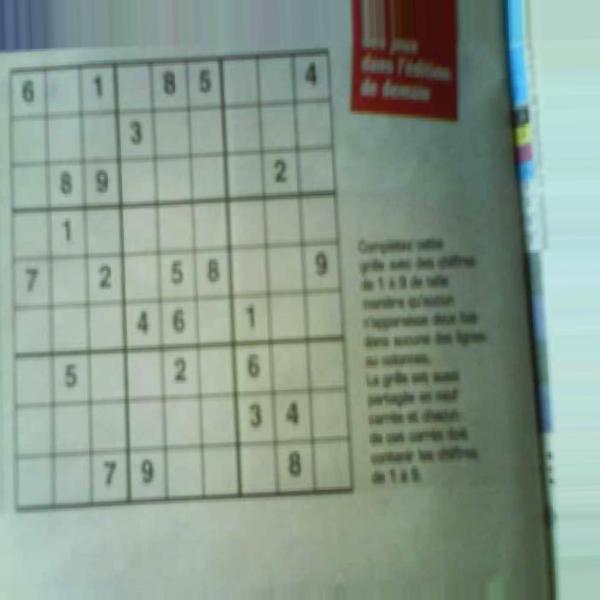 6 1 8 5 4
3
8 9 2
1
7 2 5 8 9
4 6 1
5 2 6
3 4
7 9 8
jeux
dans l'édition
de demain
Complétez cette
grille avec des chiffres
de 1 à 9 de telle
manière qu'aucun
n'apparaisse deux fois
dans aucune des lignes
ou colonnes.
La grille est aussi
partagée en neuf
carrés et chacun
de ces carrés doit
contenir les chiffres
de 1 à 9.